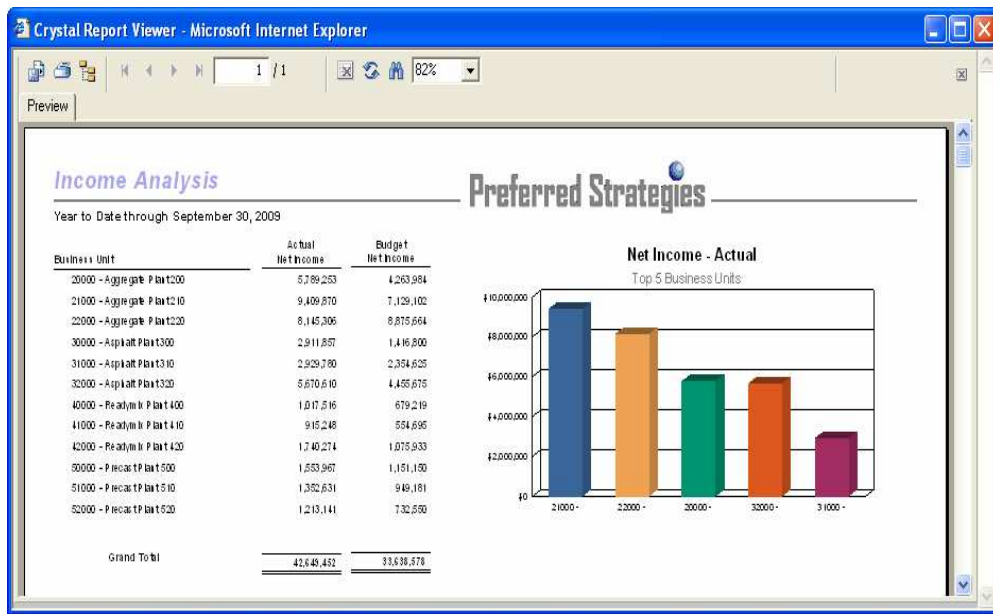 Crystal Report Viewer - Microsoft Internet Explorer
1 /1 82%
Preview
Income Analysis
Preferred Strategies
Year to Date through September 30, 2009
Business Unit Actual Net Income Budget Net Income
20000 - Aggregate Plant 200 5,789,253 4,263,984
21000 - Aggregate Plant 210 9,409,870 7,129,102
22000 - Aggregate Plant 220 8,145,306 8,875,664
30000 - Asphalt Plant 300 2,911,857 1,416,800
31000 - Asphalt Plant 310 2,929,780 2,354,625
32000 - Asphalt Plant 320 5,670,610 4,455,675
40000 - Readymix Plant 400 1,017,516 679,219
41000 - Readymix Plant 410 915,248 554,695
42000 - Readymix Plant 420 1,740,274 1,075,933
50000 - Precast Plant 500 1,553,967 1,151,150
51000 - Precast Plant 510 1,352,631 949,181
52000 - Precast Plant 520 1,213,141 732,550
Grand Total 42,649,452 33,638,578
Net Income - Actual
Top 5 Business Units
$10,000,000
$8,000,000
$6,000,000
$4,000,000
$2,000,000
$0
21000 - 22000 - 20000 - 32000 - 31000 -